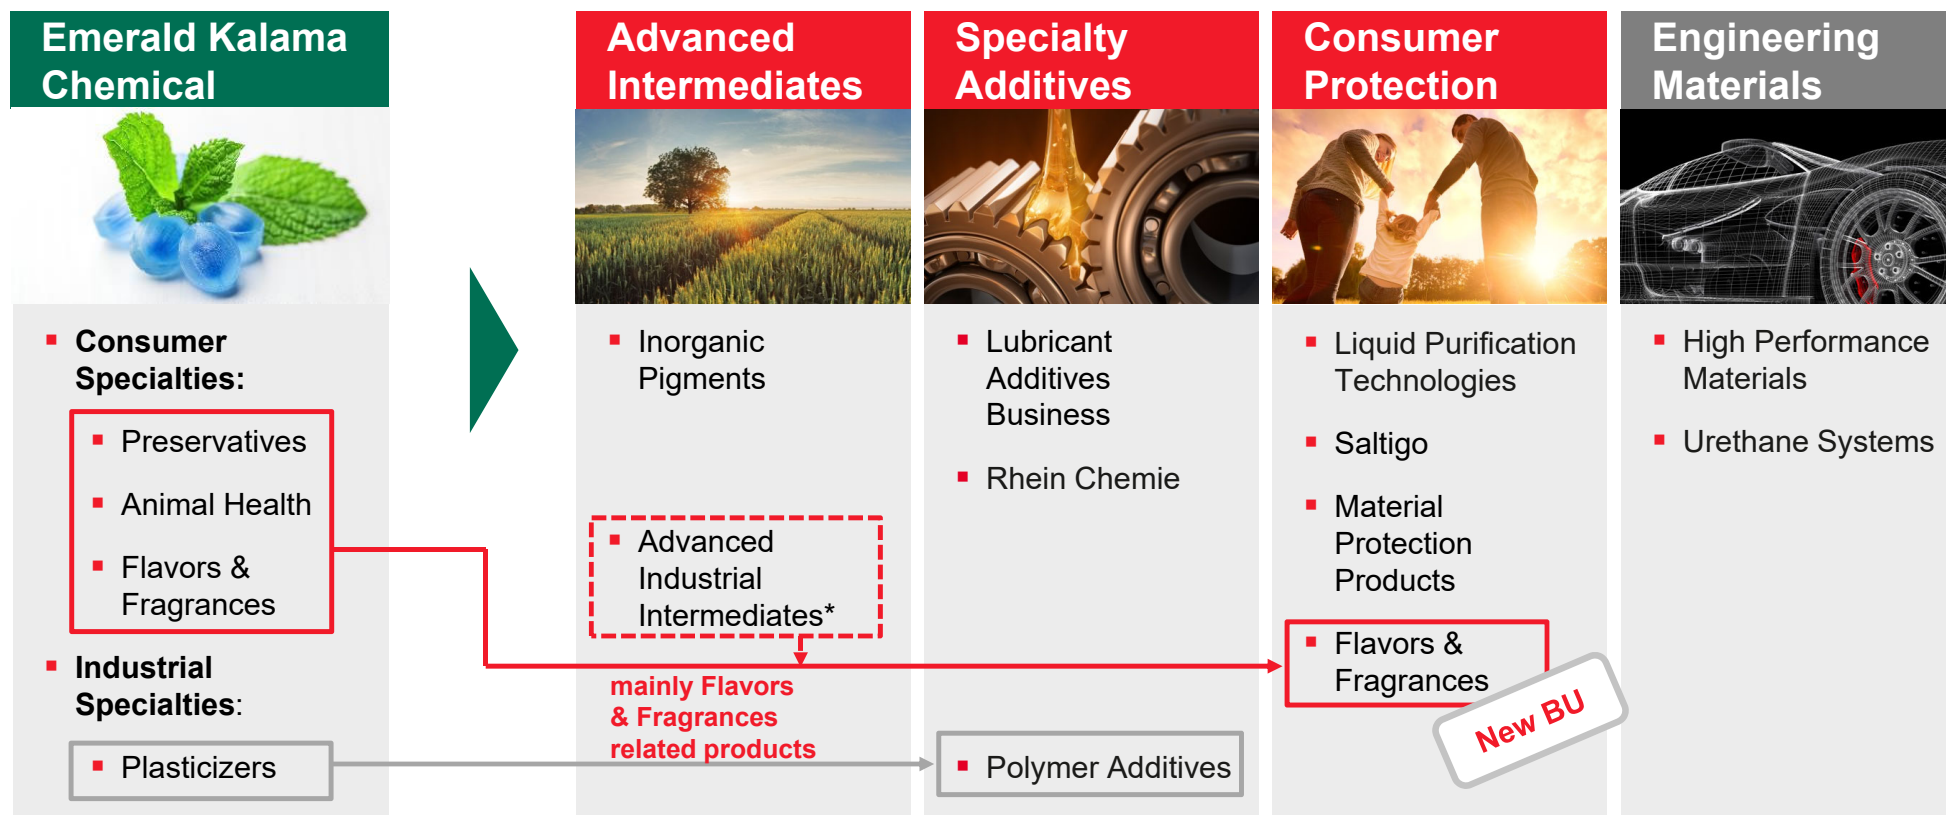 Emerald Kalama
Chemical
Consumer
Specialties:
Preservatives
Animal Health
Flavors &
Fragrances
Industrial
Specialties:
Plasticizers
Advanced
Intermediates
Inorganic
Pigments
Advanced
Industrial
Intermediates*
mainly Flavors
& Fragrances
related products
Specialty
Additives
Lubricant
Additives
Business
Rhein Chemie
Polymer Additives
Consumer
Protection
Liquid Purification
Technologies
Saltigo
Material
Protection
Products
Flavors &
Fragrances
New BU
Engineering
Materials
High Performance
Materials
Urethane Systems